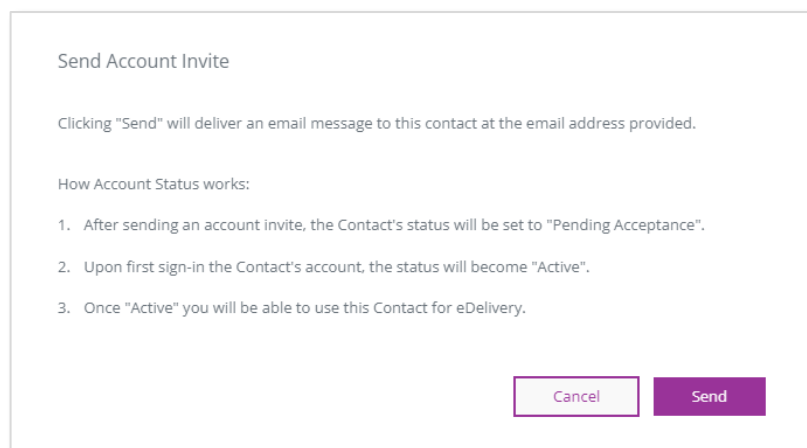 Send Account Invite
Clicking "Send" will deliver an email message to this contact at the email address provided.
How Account Status works:
1. After sending an account invite, the Contact's status will be set to "Pending Acceptance".
2. Upon first sign-in the Contact's account, the status will become "Active".
3. Once "Active" you will be able to use this Contact for eDelivery.
Cancel Send